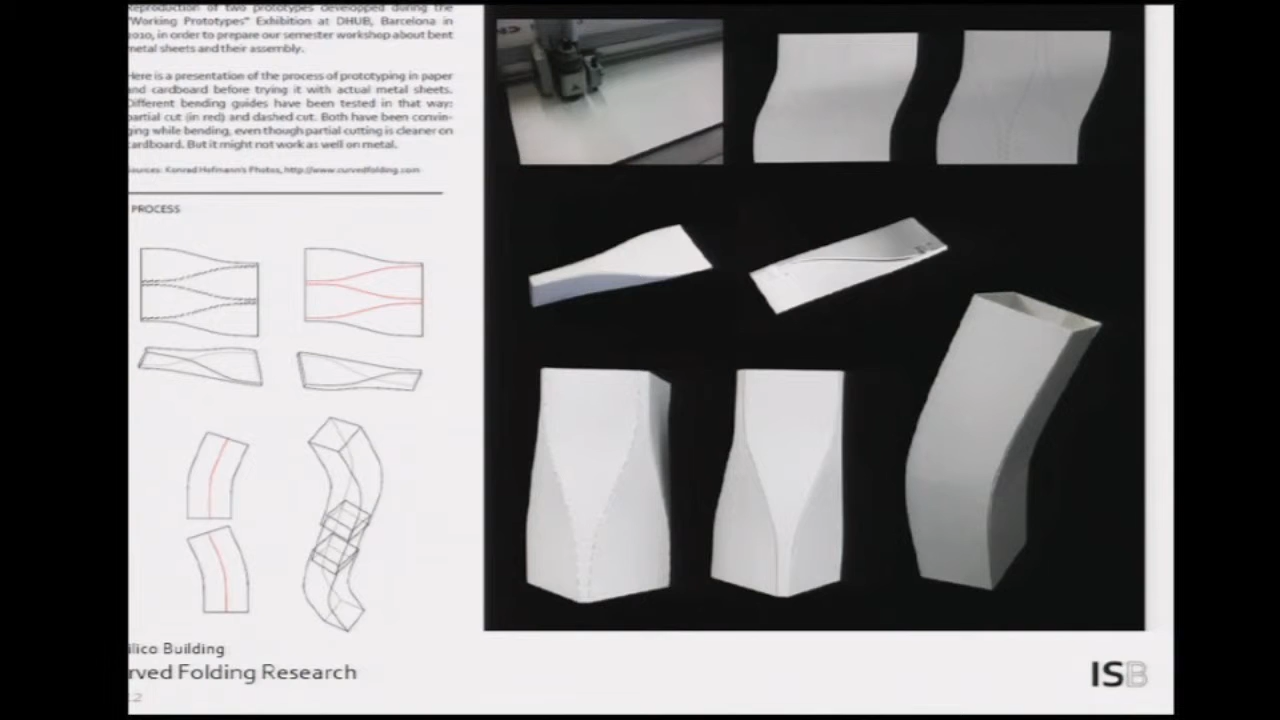 Reproduction of two prototypes developped during the
"Working Prototypes" Exhibition at DHUB, Barcelona in
2010, in order to prepare our semester workshop about bent
metal sheets and their assembly.
Here is a presentation of the process of prototyping in paper
and cardboard before trying it with actual metal sheets.
Different bending guides have been tested in that way:
partial cut (in red) and dashed cut. Both have been convin-
ging while bending, even though partial cutting is cleaner on
cardboard. But it might not work as well on metal.
Sources: Konrad Hofmann's Photos, http://www.curvedfolding.com
PROCESS
ilico Building
rved Folding Research
.2
ISB